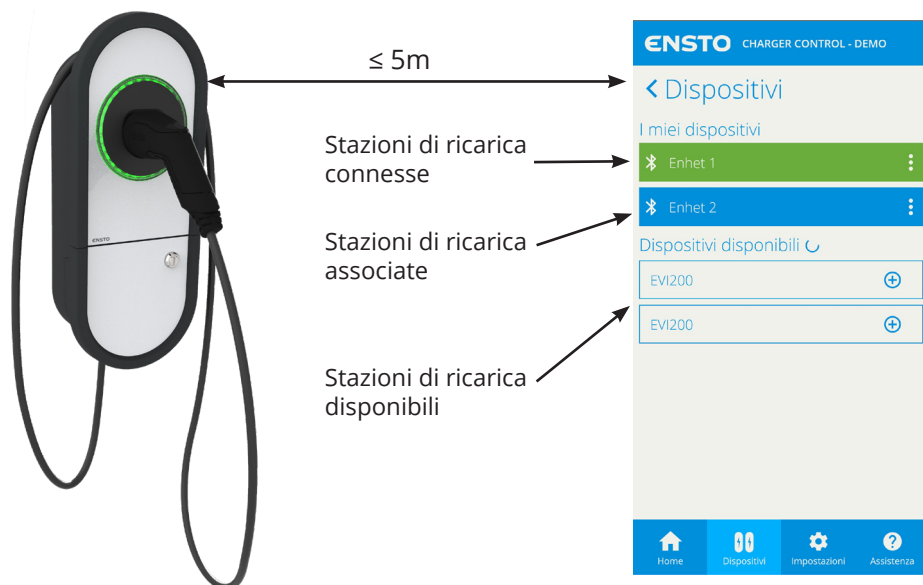 ≤ 5m
Stazioni di ricarica
connesse
Stazioni di ricarica
associate
Stazioni di ricarica
disponibili
ENSTO
ENSTO CHARGER CONTROL - DEMO
Dispositivi
I miei dispositivi
Enhet 1
Enhet 2
Dispositivi disponibili
EVI200
EVI200
Home Dispositivi Impostazioni Assistenza